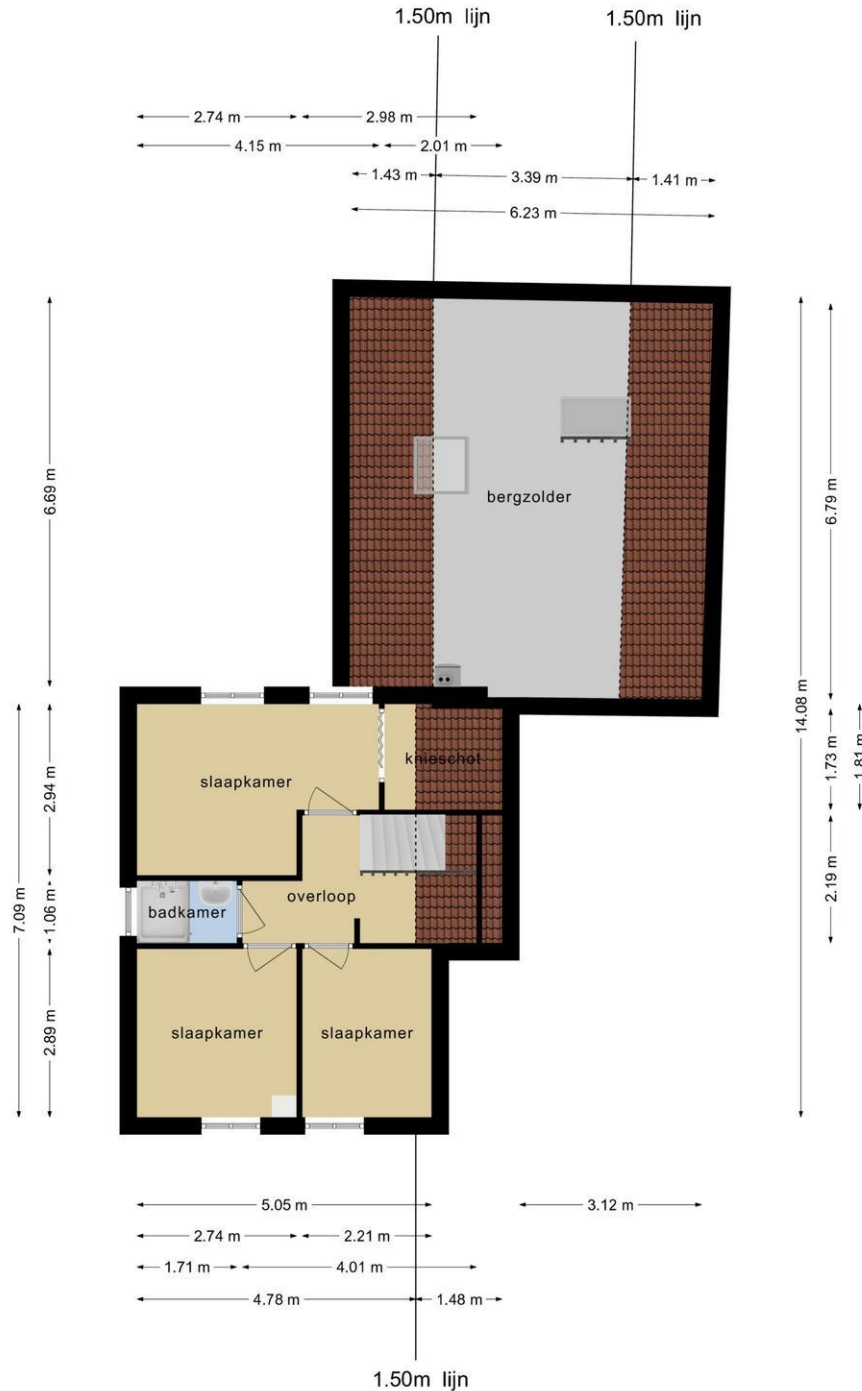 1.50m lijn
1.50m lijn
2.74 m
2.98 m
4.15 m
2.01 m
1.43 m
3.39 m
1.41 m
6.23 m
6.69 m
6.79 m
bergzolder
14.08 m
1.73 m
1.81 m
knieschot
slaapkamer
2.94 m
2.19 m
overloop
badkamer
1.06 m
7.09 m
slaapkamer
slaapkamer
2.89 m
5.05 m
3.12 m
2.74 m
2.21 m
1.71 m
4.01 m
4.78 m
1.48 m
1.50m lijn